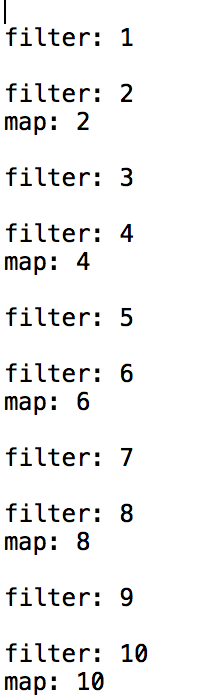 filter: 1
filter: 2
map: 2
filter: 3
filter: 4
map: 4
filter: 5
filter: 6
map: 6
filter: 7
filter: 8
map: 8
filter: 9
filter: 10
map: 10